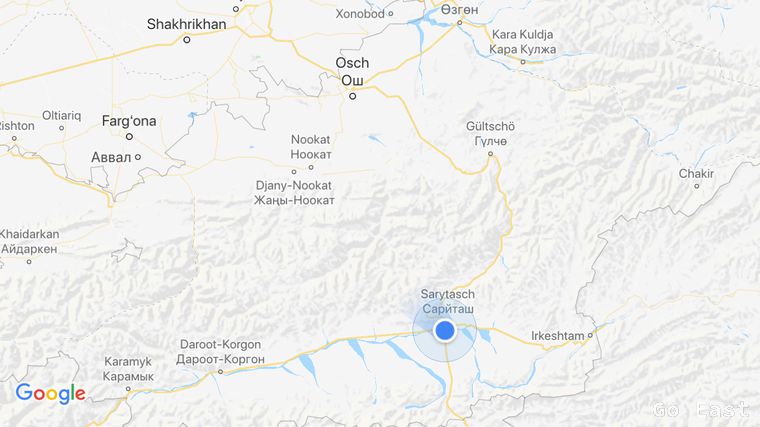 Xonobod
Өзгөн
Shakhrikhan
Kara Kuldja
Кара Кулжа
Osch
Ош
Oltiariq
Farg'ona
Rishton
Аввал
Gültschö
Гүлчө
Nookat
Ноокат
Chakir
Djany-Nookat
Жаңы-Ноокат
Khaidarkan
Айдаркен
Sarytasch
Сарйташ
Irkeshtam
Daroot-Korgon
Дароот-Коргон
Karamyk
Карамык
Google
Go East